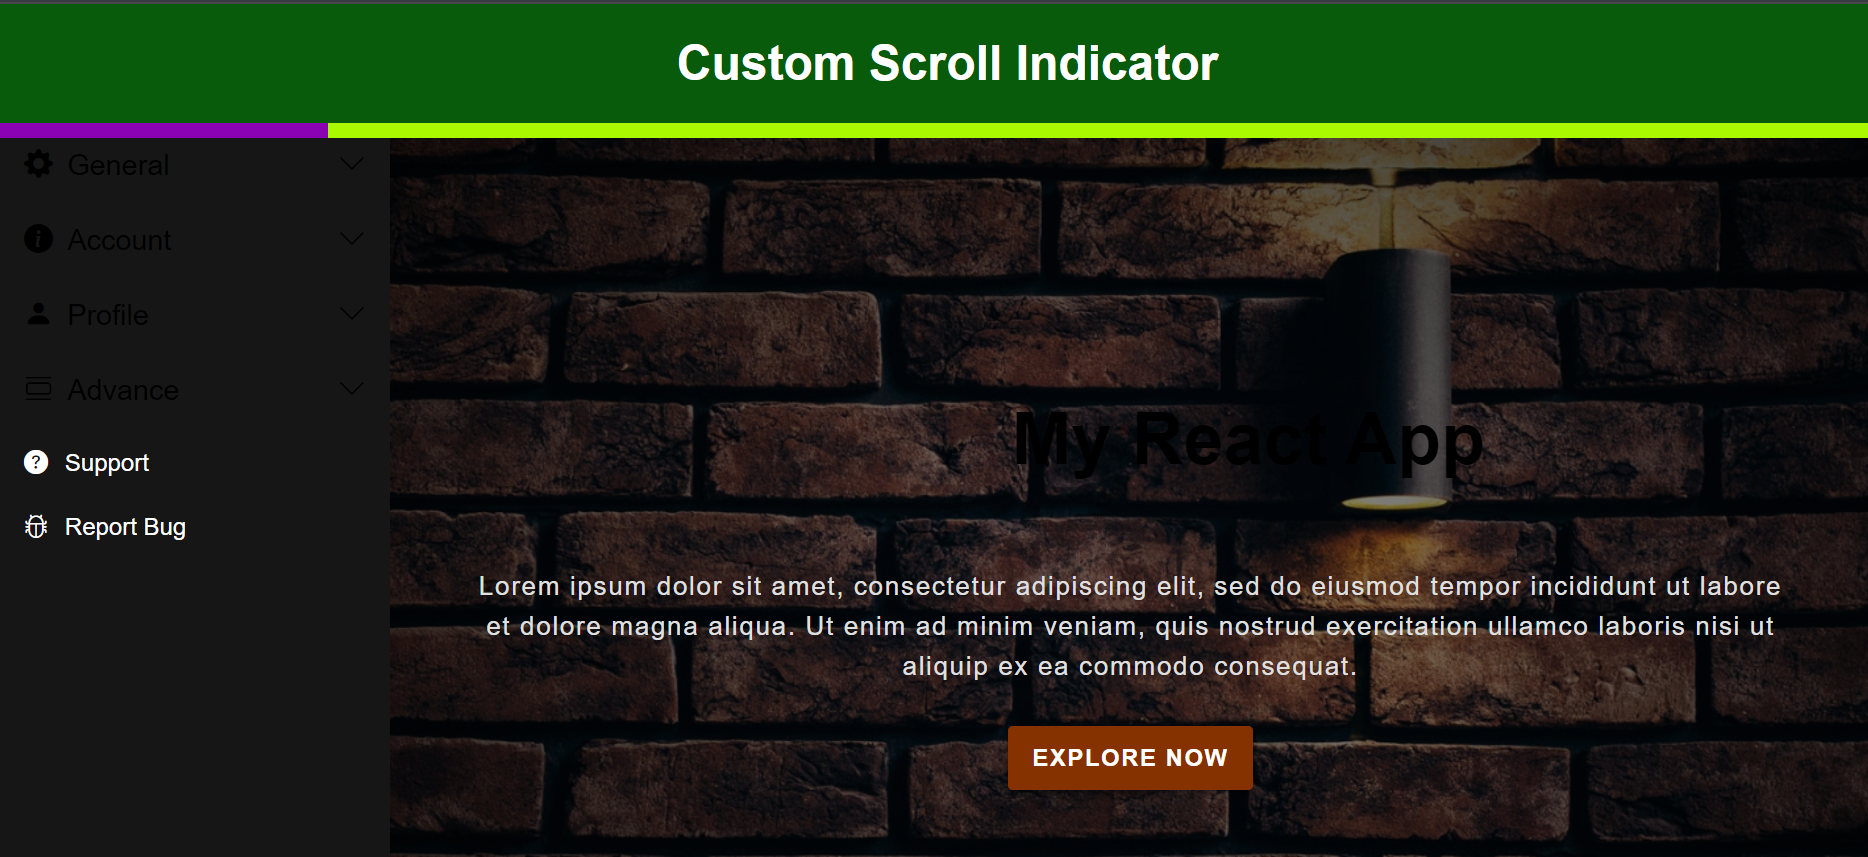 Custom Scroll Indicator
General
Account
Profile
Advance
Support
Report Bug
My React App
Lorem ipsum dolor sit amet, consectetur adipiscing elit, sed do eiusmod tempor incididunt ut labore
et dolore magna aliqua. Ut enim ad minim veniam, quis nostrud exercitation ullamco laboris nisi ut
aliquip ex ea commodo consequat.
EXPLORE NOW